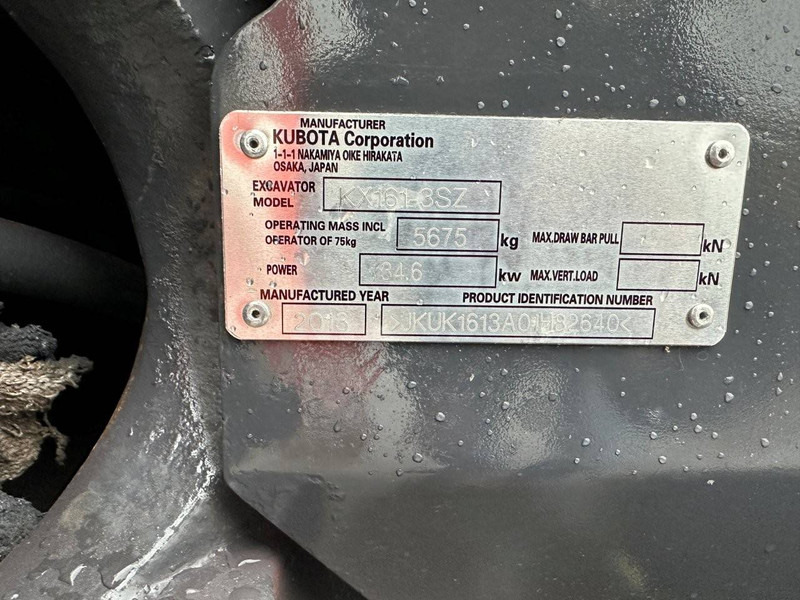 MANUFACTURER
KUBOTA Corporation
1-1-1 NAKAMIYA OIKE HIRAKATA
OSAKA, JAPAN
EXCAVATOR MODEL KX161-3SZ
OPERATING MASS INCL OPERATOR OF 75kg 5675 kg MAX.DRAW BAR PULL kN
POWER 34.6 kw MAX.VERT.LOAD kN
MANUFACTURED YEAR PRODUCT IDENTIFICATION NUMBER
2013 >JKUK1613A01H82640<